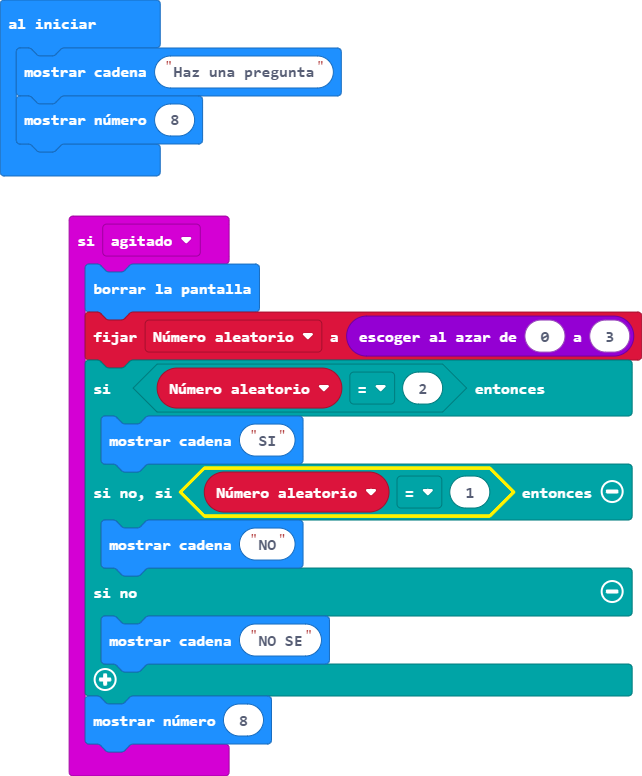 al iniciar
mostrar cadena "Haz una pregunta"
mostrar número 8
si agitado
borrar la pantalla
fijar Número aleatorio a escoger al azar de 0 a 3
si Número aleatorio = 2 entonces
mostrar cadena "SI"
si no, si Número aleatorio = 1 entonces
mostrar cadena "NO"
si no
mostrar cadena "NO SE"
mostrar número 8